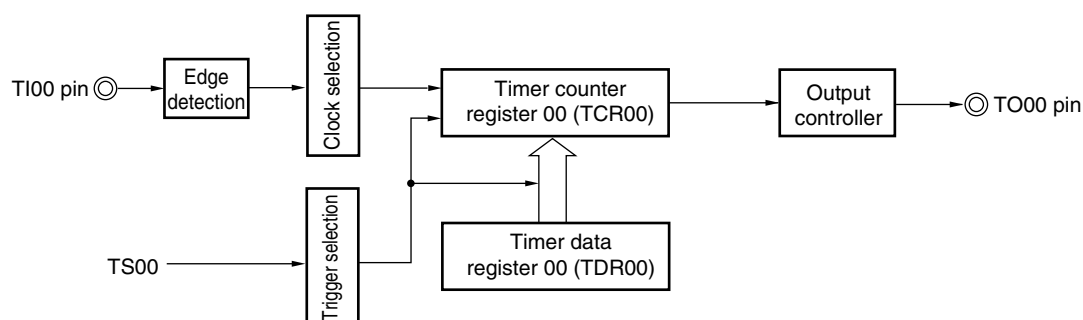 TI00 pin
Edge
detection
Clock selection
Timer counter
register 00 (TCR00)
Output
controller
TO00 pin
TS00
Trigger selection
Timer data
register 00 (TDR00)